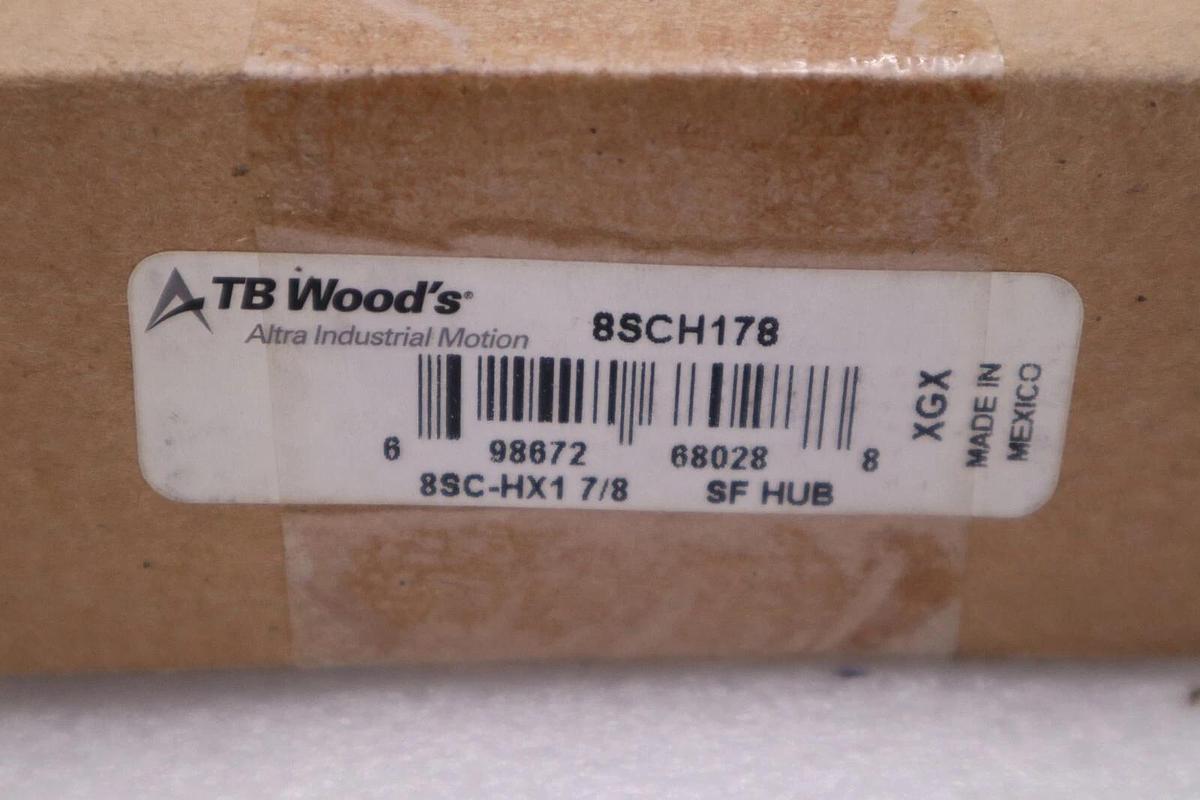 TB Wood's®
Altra Industrial Motion
8SCH178
6 98672 68028 8
8SC-HX1 7/8 SF HUB
XGX
MADE IN
MEXICO